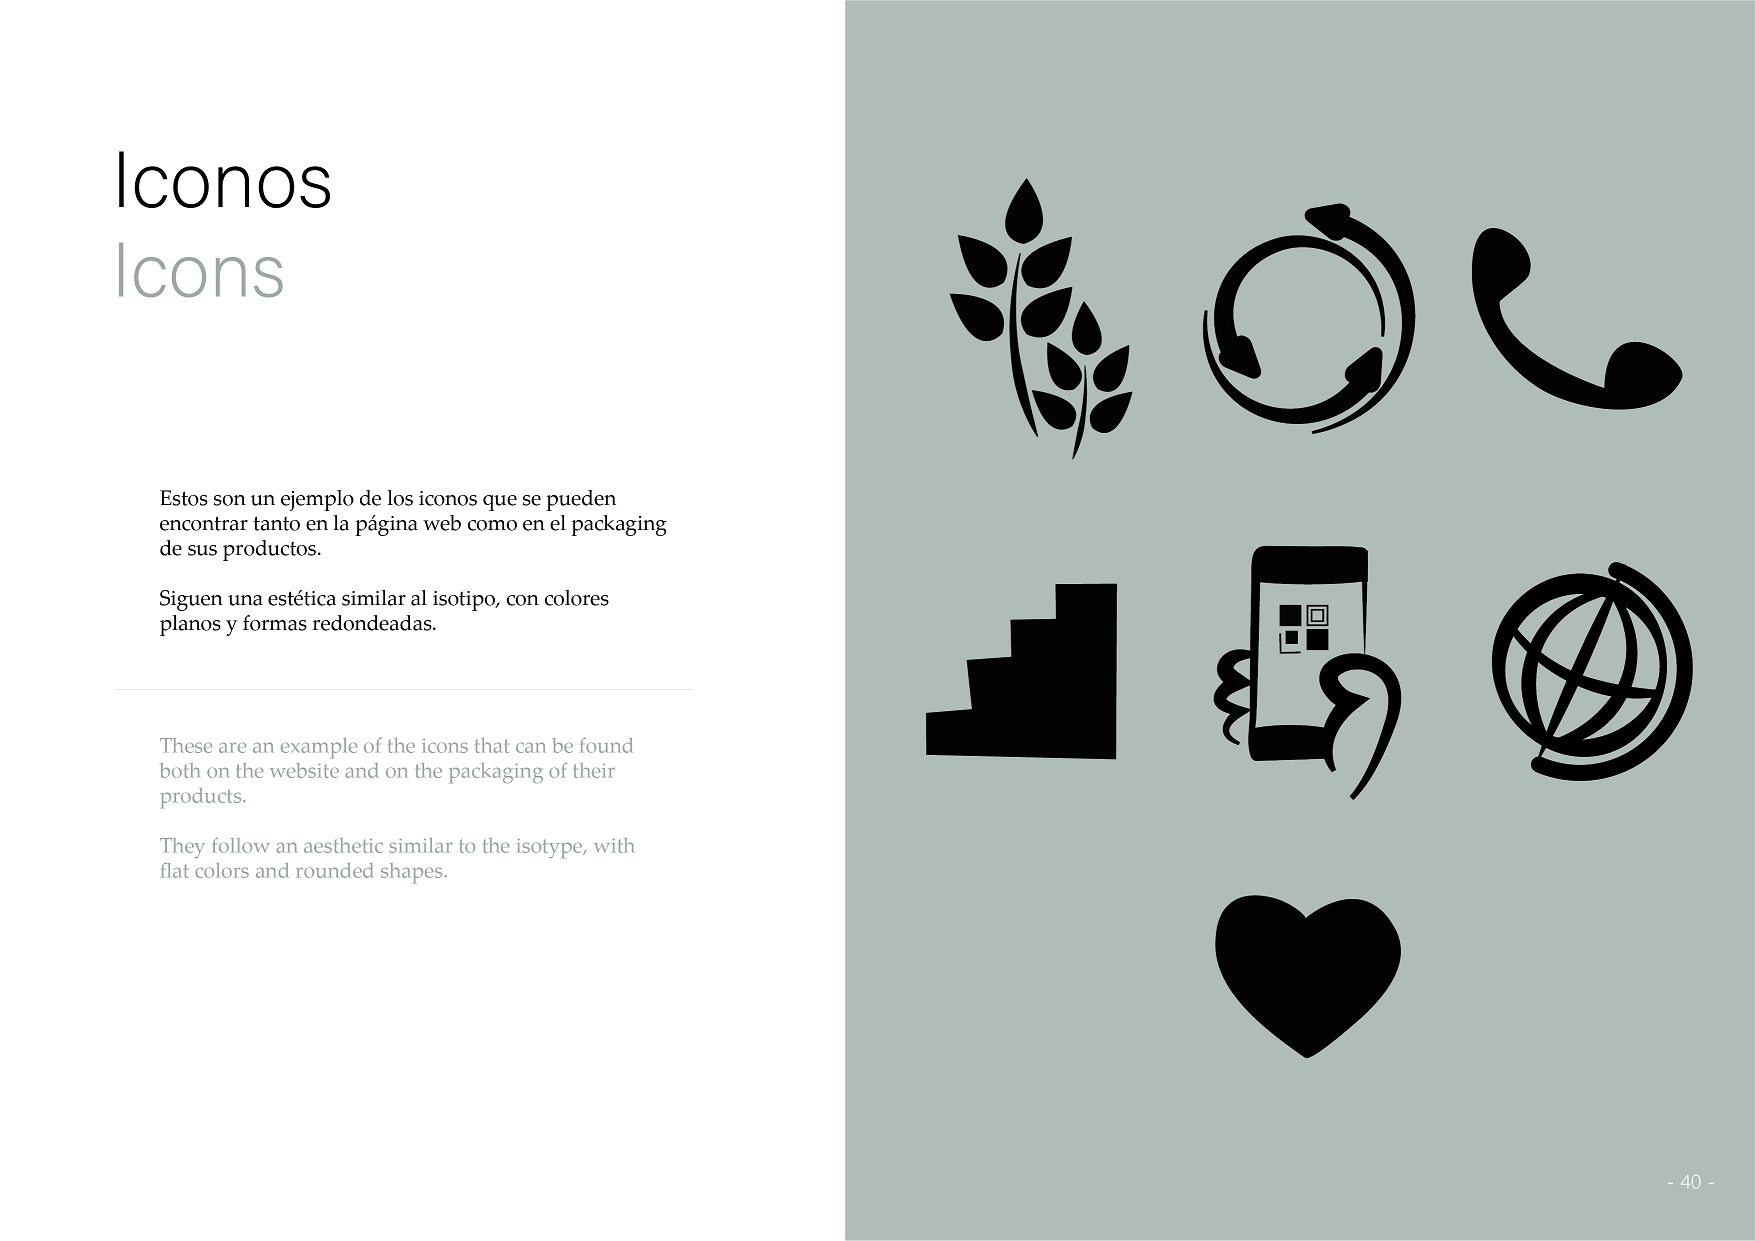 Iconos
Icons
Estos son un ejemplo de los iconos que se pueden
encontrar tanto en la página web como en el packaging
de sus productos.
Siguen una estética similar al isotipo, con colores
planos y formas redondeadas.
These are an example of the icons that can be found
both on the website and on the packaging of their
products.
They follow an aesthetic similar to the isotype, with
flat colors and rounded shapes.
- 40 -